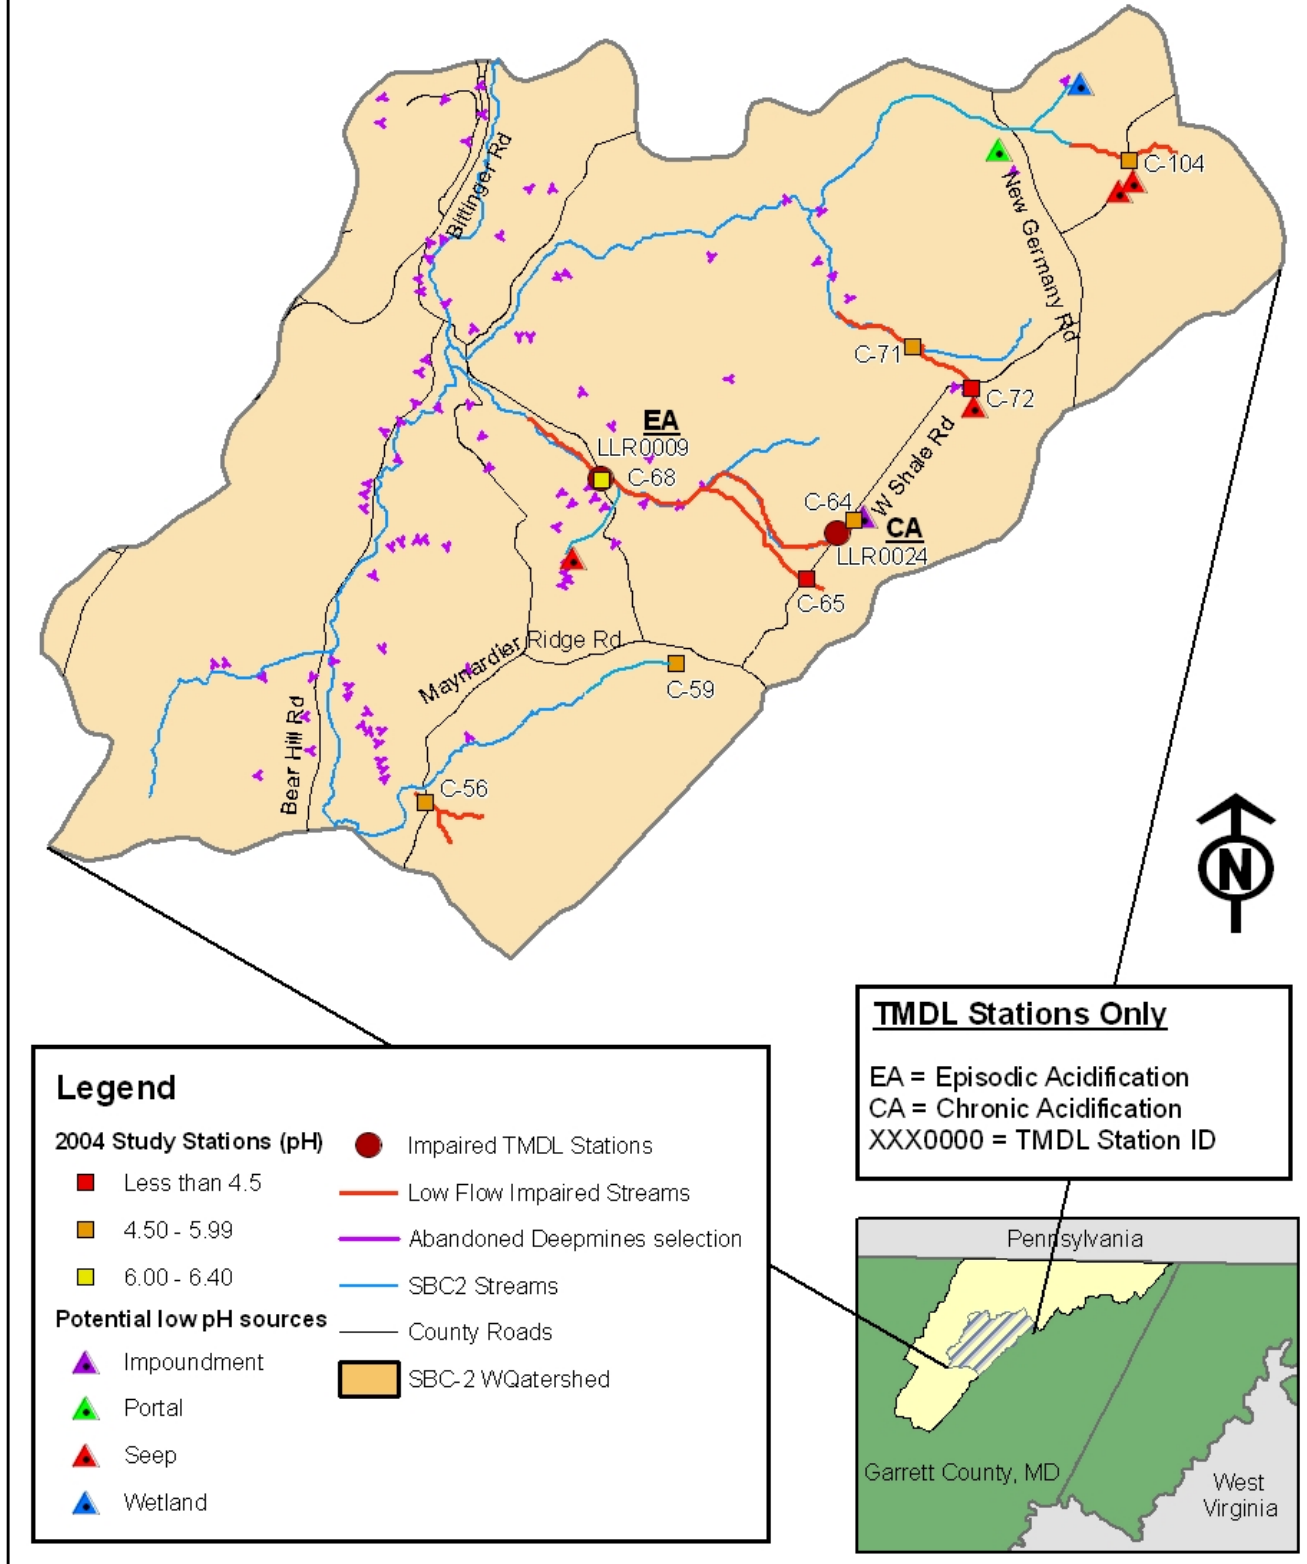 Bittinger Rd
C-104
New Germany Rd
C-71
C-72
EA
LLR0009
C-68
W Shale Rd
C-64
CA
LLR0024
C-65
Maynardier Ridge Rd
C-59
Bear Hill Rd
C-56
N
TMDL Stations Only
EA = Episodic Acidification
CA = Chronic Acidification
XXX0000 = TMDL Station ID
Legend
2004 Study Stations (pH)
Less than 4.5
4.50 - 5.99
6.00 - 6.40
Potential low pH sources
Impoundment
Portal
Seep
Wetland
Impaired TMDL Stations
Low Flow Impaired Streams
Abandoned Deepmines selection
SBC2 Streams
County Roads
SBC-2 WQatershed
Pennsylvania
Garrett County, MD
West
Virginia